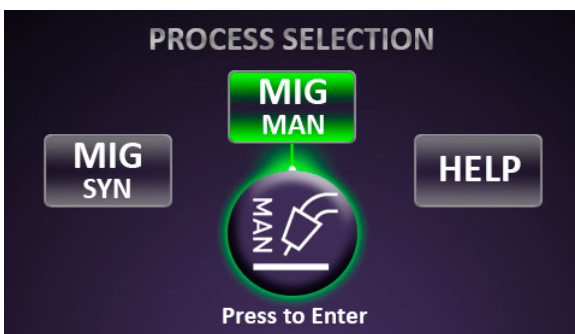 PROCESS SELECTION
MIG
MAN
MIG
SYN
HELP
MAN
Press to Enter